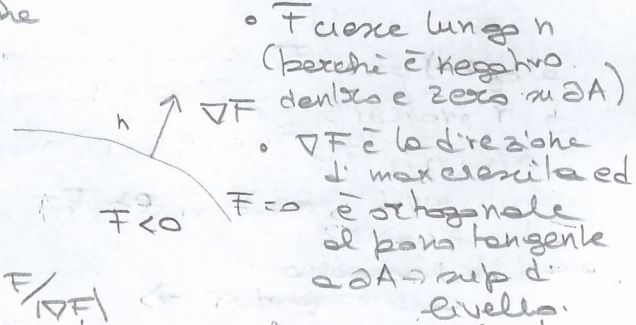 • F cresce lungo n
(perchè è negativo
dentro e zero su ∂A)
n ∇F
• ∇F è la direzione
di max crescita ed
F<0 F=0 è ortogonale
al piano tangente
a ∂A → sup di
livello.
F/|∇F|